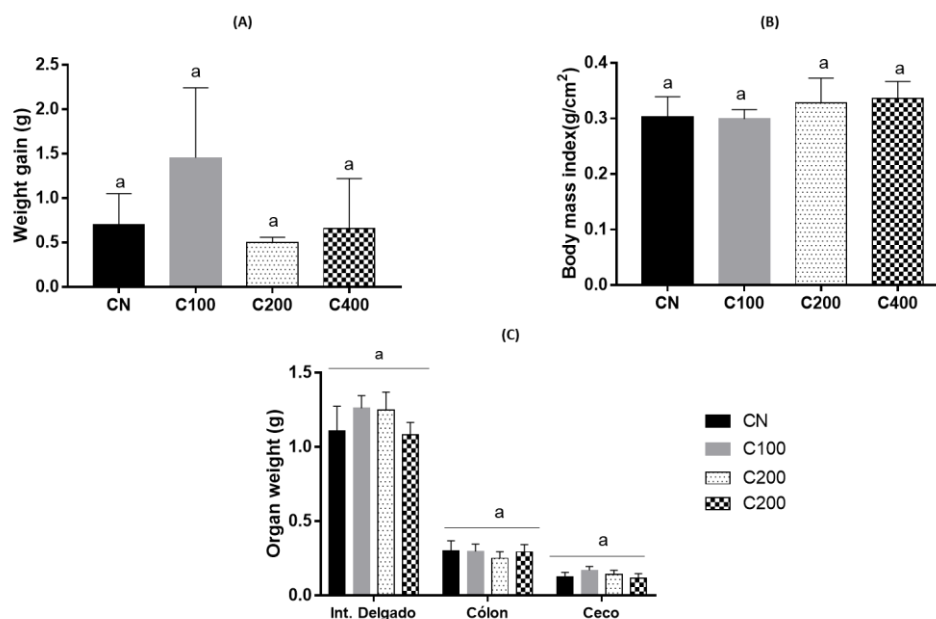 (A)
Weight gain (g)
2.5
2.0
1.5
1.0
0.5
0.0
a
a
a
a
CN
C100
C200
C400
(B)
Body mass index(g/cm²)
0.4
0.3
0.2
0.1
0.0
a
a
a
a
CN
C100
C200
C400
(C)
Organ weight (g)
1.5
1.0
0.5
0.0
a
a
a
Int. Delgado
Cólon
Ceco
CN
C100
C200
C200